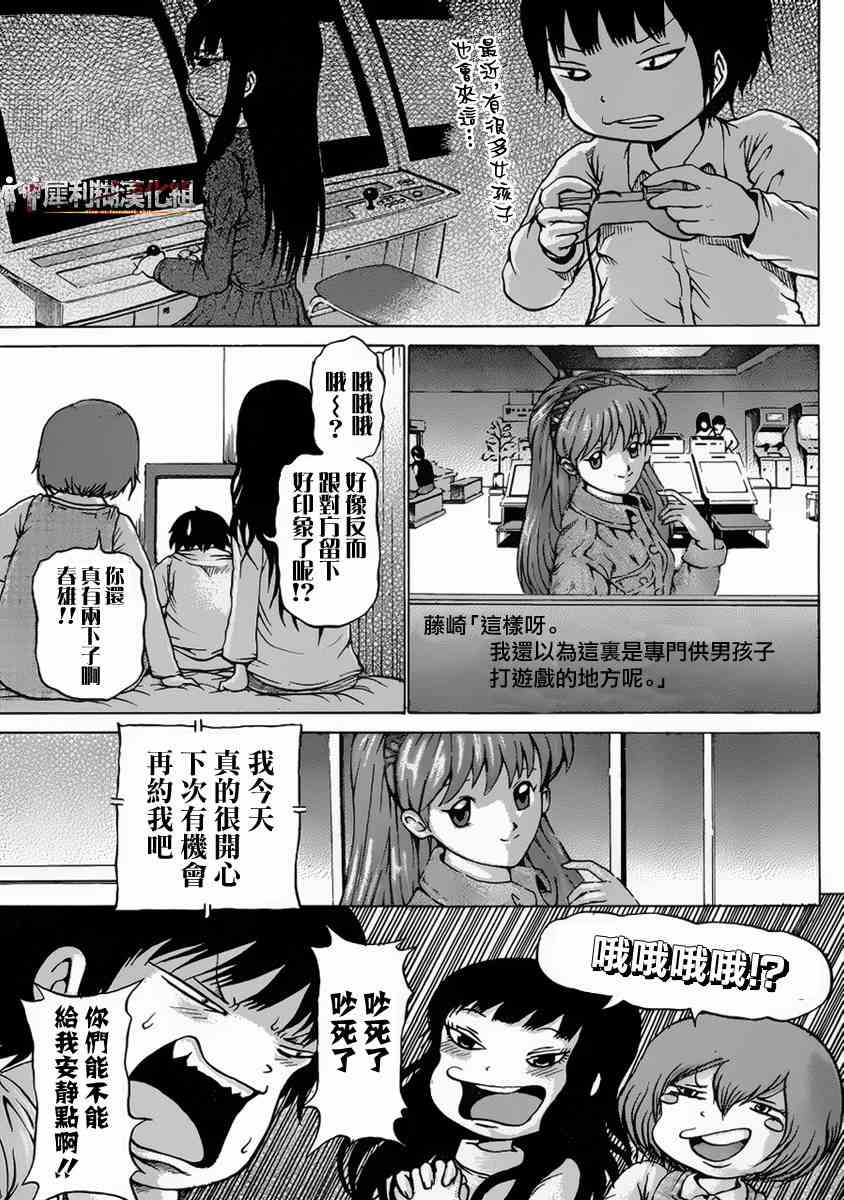 最近,有很多女孩子
也會來這…
犀利糊漢化組
哦哦哦
哦～?
好像反而
跟對方留下
好印象了呢!?
你還
真有兩下子啊
春雄!!
藤崎「這樣呀。
我還以為這裏是專門供男孩子
打遊戲的地方呢。」
我今天
真的很開心
下次有機會
再約我吧
哦哦哦哦!?
吵死了
吵死了
你們能不能
給我安靜點啊!!